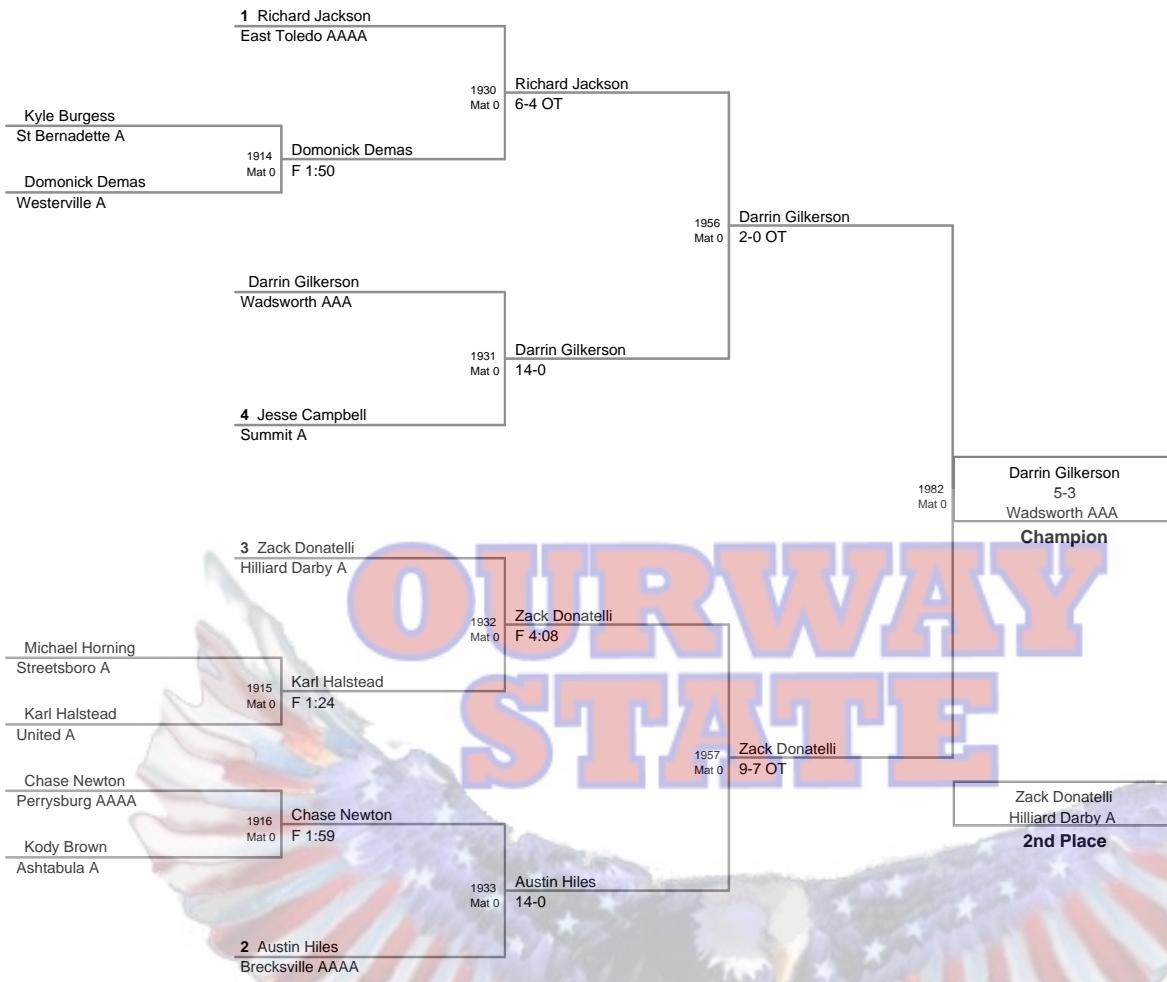 1 Richard Jackson
East Toledo AAAA
1930
Mat 0
Richard Jackson
6-4 OT
Kyle Burgess
St Bernadette A
1914
Mat 0
Domonick Demas
F 1:50
Domonick Demas
Westerville A
1956
Mat 0
Darrin Gilkerson
2-0 OT
Darrin Gilkerson
Wadsworth AAA
1931
Mat 0
Darrin Gilkerson
14-0
4 Jesse Campbell
Summit A
1982
Mat 0
Darrin Gilkerson
5-3
Wadsworth AAA
Champion
3 Zack Donatelli
Hilliard Darby A
OURWAY
STATE
1932
Mat 0
Zack Donatelli
F 4:08
Michael Horning
Streetsboro A
1915
Mat 0
Karl Halstead
F 1:24
Karl Halstead
United A
1957
Mat 0
Zack Donatelli
9-7 OT
Chase Newton
Perrysburg AAAA
1916
Mat 0
Chase Newton
F 1:59
Kody Brown
Ashtabula A
Zack Donatelli
Hilliard Darby A
2nd Place
1933
Mat 0
Austin Hiles
14-0
2 Austin Hiles
Brecksville AAAA